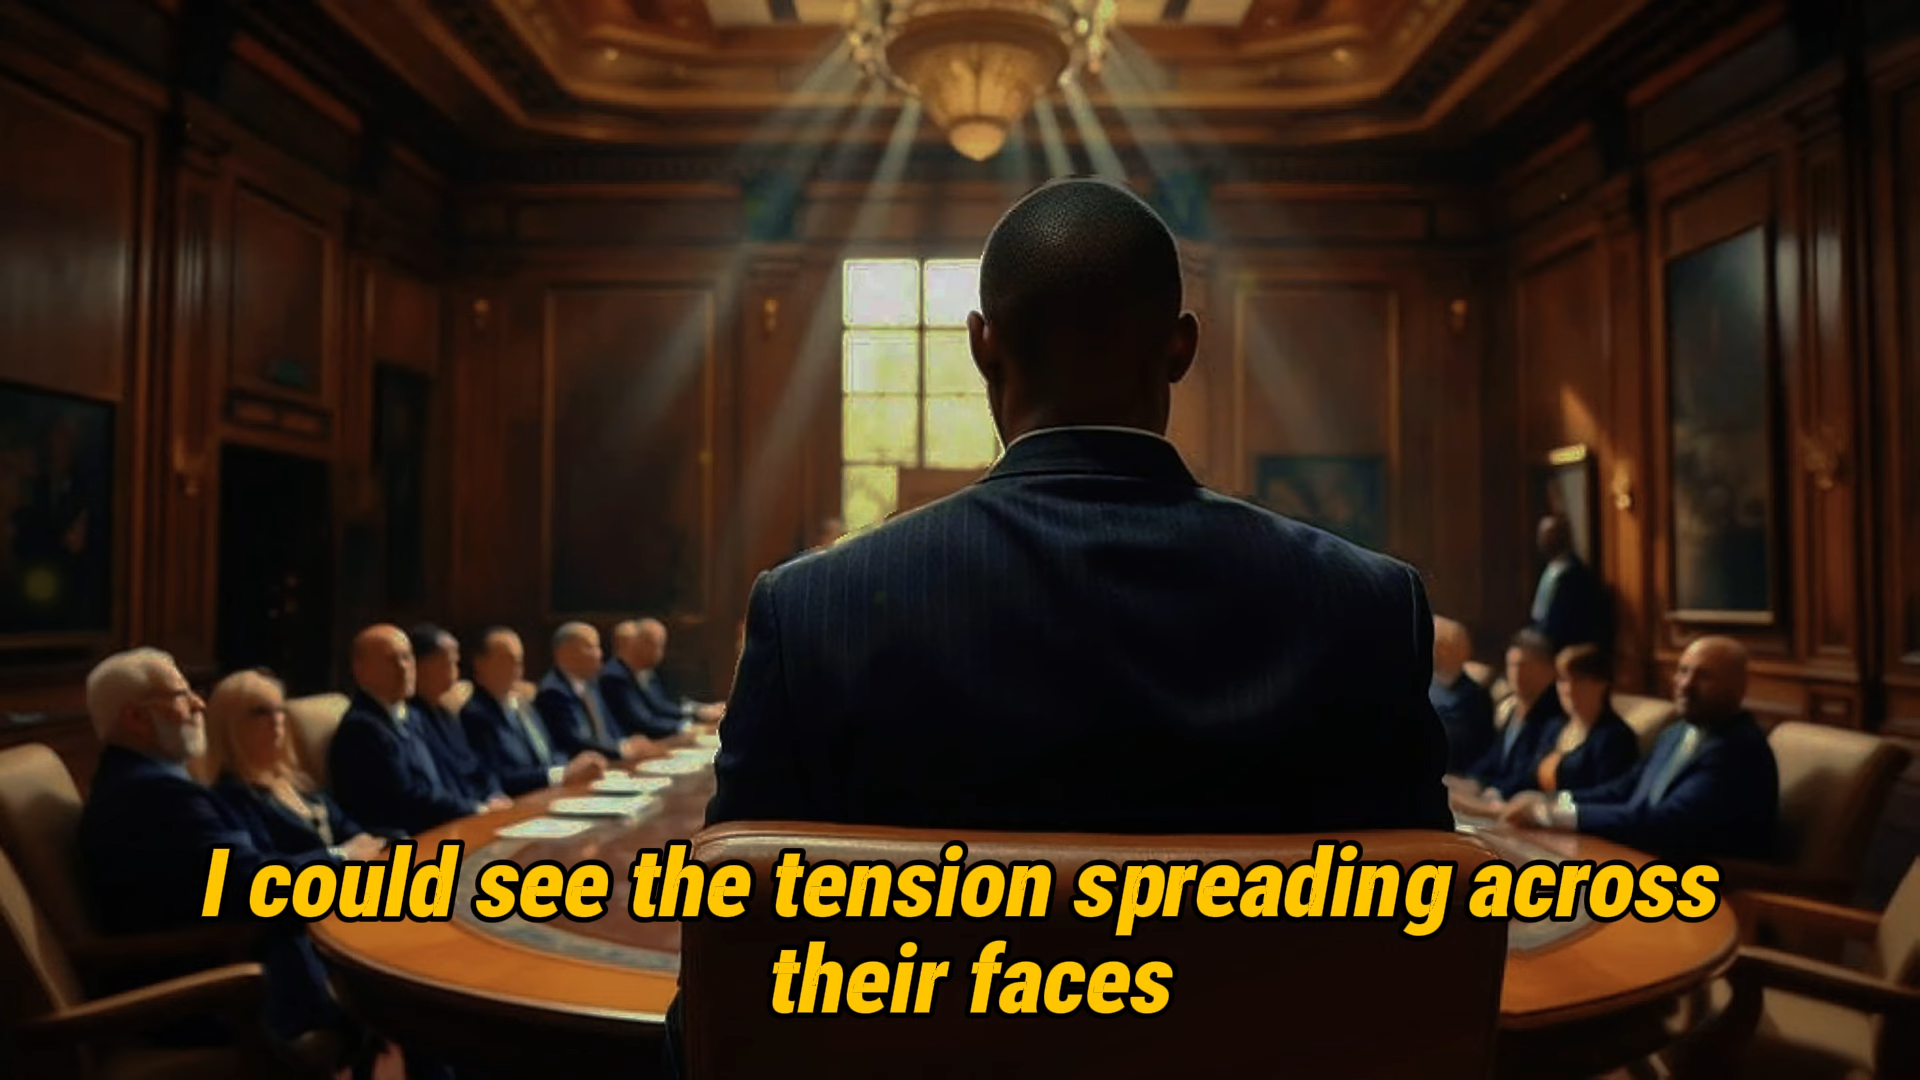 I could see the tension spreading across
their faces